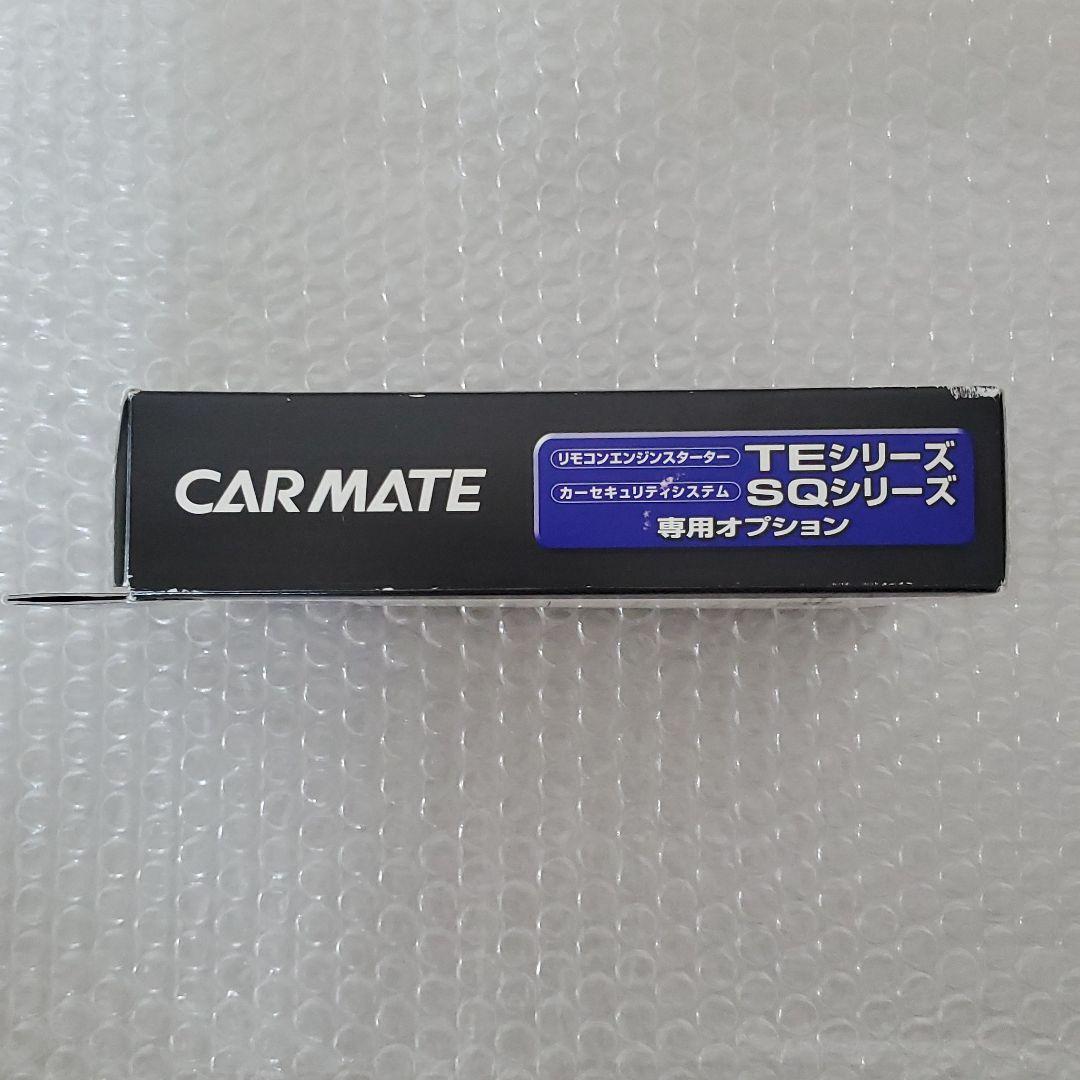 CARMATE
リモコンエンジンスターター TEシリーズ
カーセキュリティシステム SQシリーズ
専用オプション